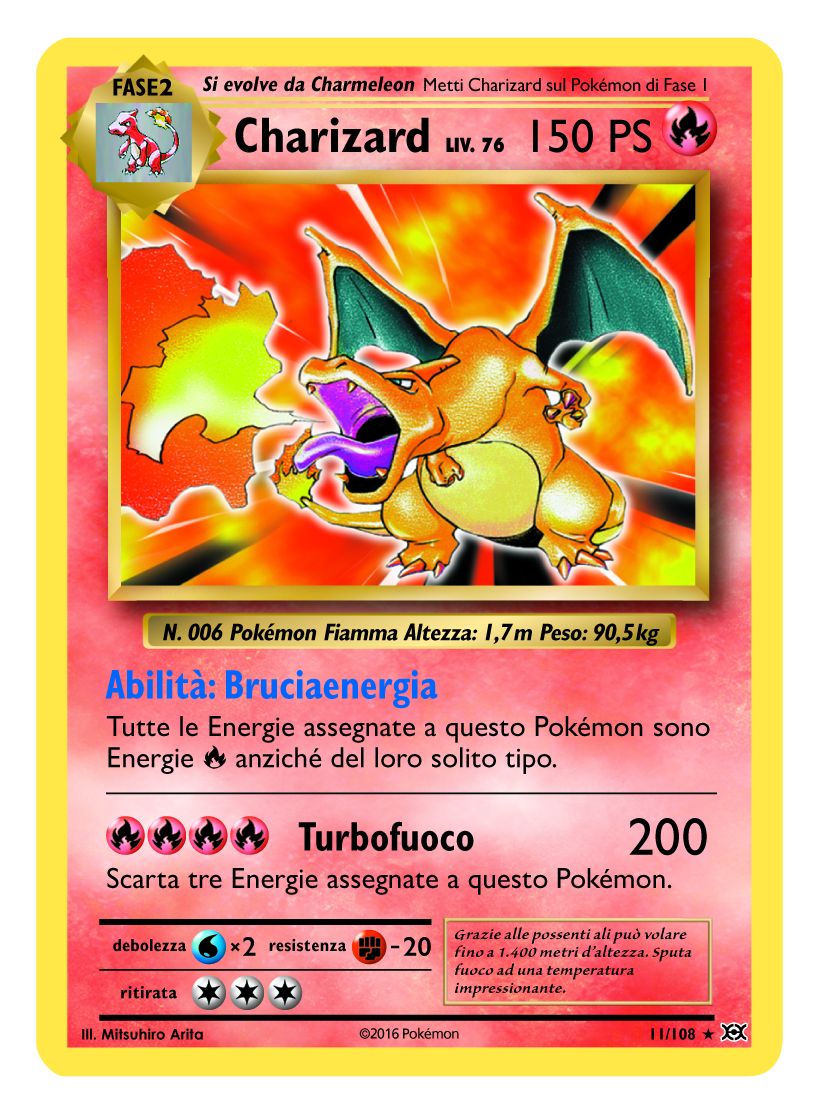 FASE2
Si evolve da Charmeleon Metti Charizard sul Pokémon di Fase 1
Charizard LIV. 76 150 PS
N. 006 Pokémon Fiamma Altezza: 1,7m Peso: 90,5kg
Abilità: Bruciaenergia
Tutte le Energie assegnate a questo Pokémon sono
Energie anziché del loro solito tipo.
Turbofuoco 200
Scarta tre Energie assegnate a questo Pokémon.
debolezza ×2 resistenza -20
ritirata
Grazie alle possenti ali può volare
fino a 1.400 metri d'altezza. Sputa
fuoco ad una temperatura
impressionante.
Ill. Mitsuhiro Arita ©2016 Pokémon 11/108 ★